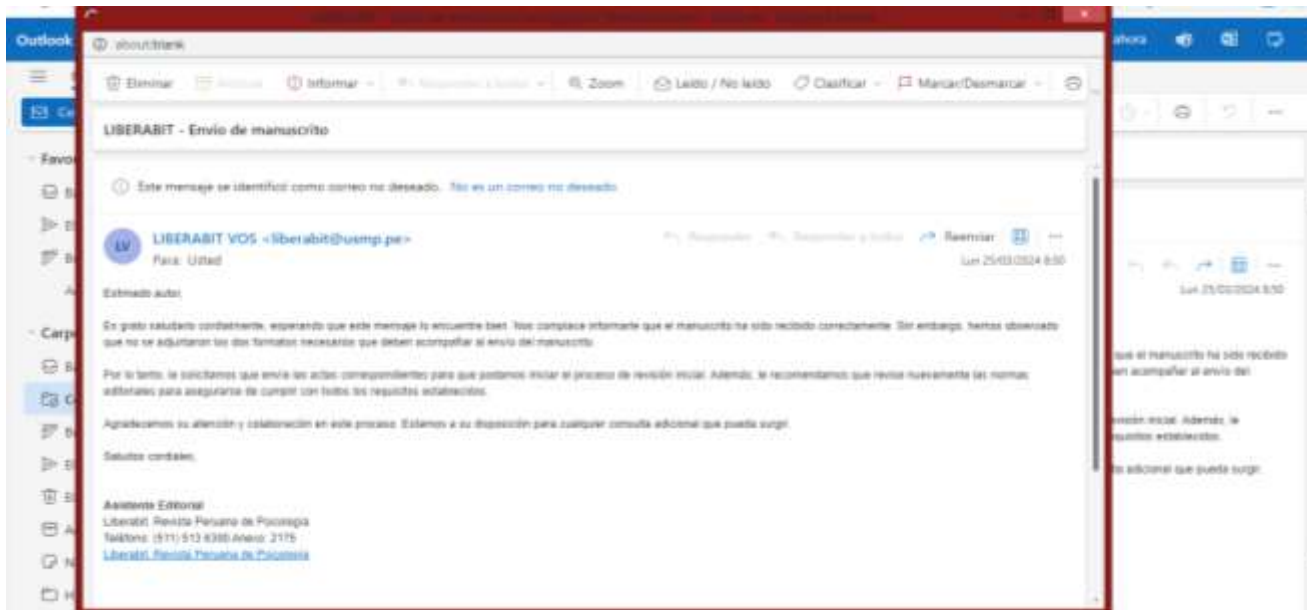 Outlook
about:blank
ahora
Eliminar
Informar
Zoom
Leído / No leído
Clasificar
Marcar/Desmarcar
LIBERABIT - Envío de manuscrito
Este mensaje se identificó como correo no deseado. No es un correo no deseado
LV
LIBERABIT VOS <liberabit@usmp.pe>
Para: Usted
Responder
Responder a todos
Reenviar
Lun 25/03/2024 8:50
Estimado autor,
Es grato saludarlo cordialmente, esperando que este mensaje lo encuentre bien. Nos complace informarle que el manuscrito ha sido recibido correctamente. Sin embargo, hemos observado
que no se adjuntaron los dos formatos necesarios que deben acompañar al envío del manuscrito.
Por lo tanto, le solicitamos que envíe las actas correspondientes para que podamos iniciar el proceso de revisión inicial. Además, le recomendamos que revise nuevamente las normas
editoriales para asegurarse de cumplir con todos los requisitos establecidos.
Agradecemos su atención y colaboración en este proceso. Estamos a su disposición para cualquier consulta adicional que pueda surgir.
Saludos cordiales,
Asistente Editorial
Liberabit. Revista Peruana de Psicología
Teléfono: (511) 513 6300 Anexo: 2175
Liberabit. Revista Peruana de Psicología
Favo
Carp
Lun 25/03/2024 8:50
que el manuscrito ha sido recibido
acompañar al envío del
revisión inicial. Además, le
requisitos establecidos.
adicional que pueda surgir.